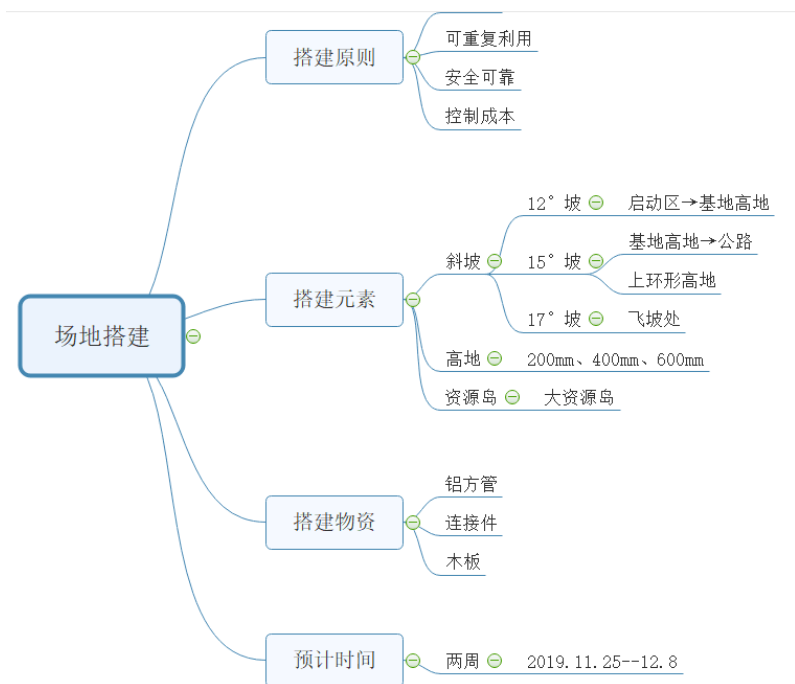 场地搭建
搭建原则
可重复利用
安全可靠
控制成本
搭建元素
斜坡
12°坡
启动区→基地高地
15°坡
基地高地→公路
上环形高地
17°坡
飞坡处
高地
200mm、400mm、600mm
资源岛
大资源岛
搭建物资
铝方管
连接件
木板
预计时间
两周
2019.11.25--12.8